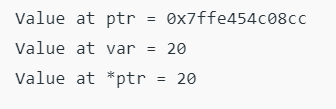 Value at ptr = 0x7ffe454c08cc
Value at var = 20
Value at *ptr = 20